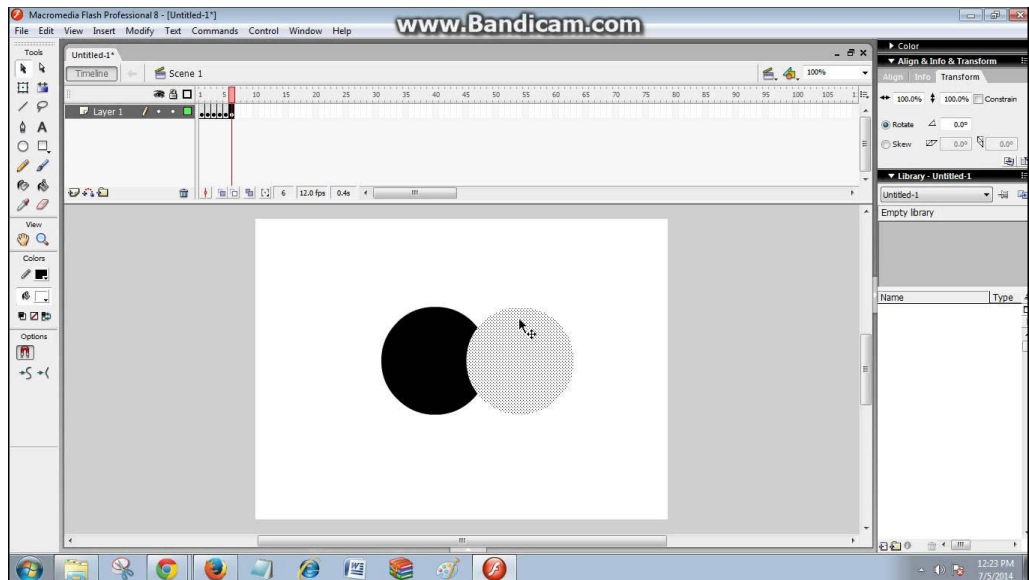 Macromedia Flash Professional 8 - [Untitled-1*]
www.Bandicam.com
File Edit View Insert Modify Text Commands Control Window Help
Tools
View
Colors
Options
Untitled-1*
Timeline
Scene 1
100%
1 5 10 15 20 25 30 35 40 45 50 55 60 65 70 75 80 85 90 95 100 105
Layer 1
6 12.0 fps 0.4s
Color
Align & Info & Transform
Align Info Transform
100.0% 100.0% Constrain
Rotate 0.0°
Skew 0.0° 0.0°
Library - Untitled-1
Untitled-1
Empty library
Name Type
12:23 PM
7/5/2014